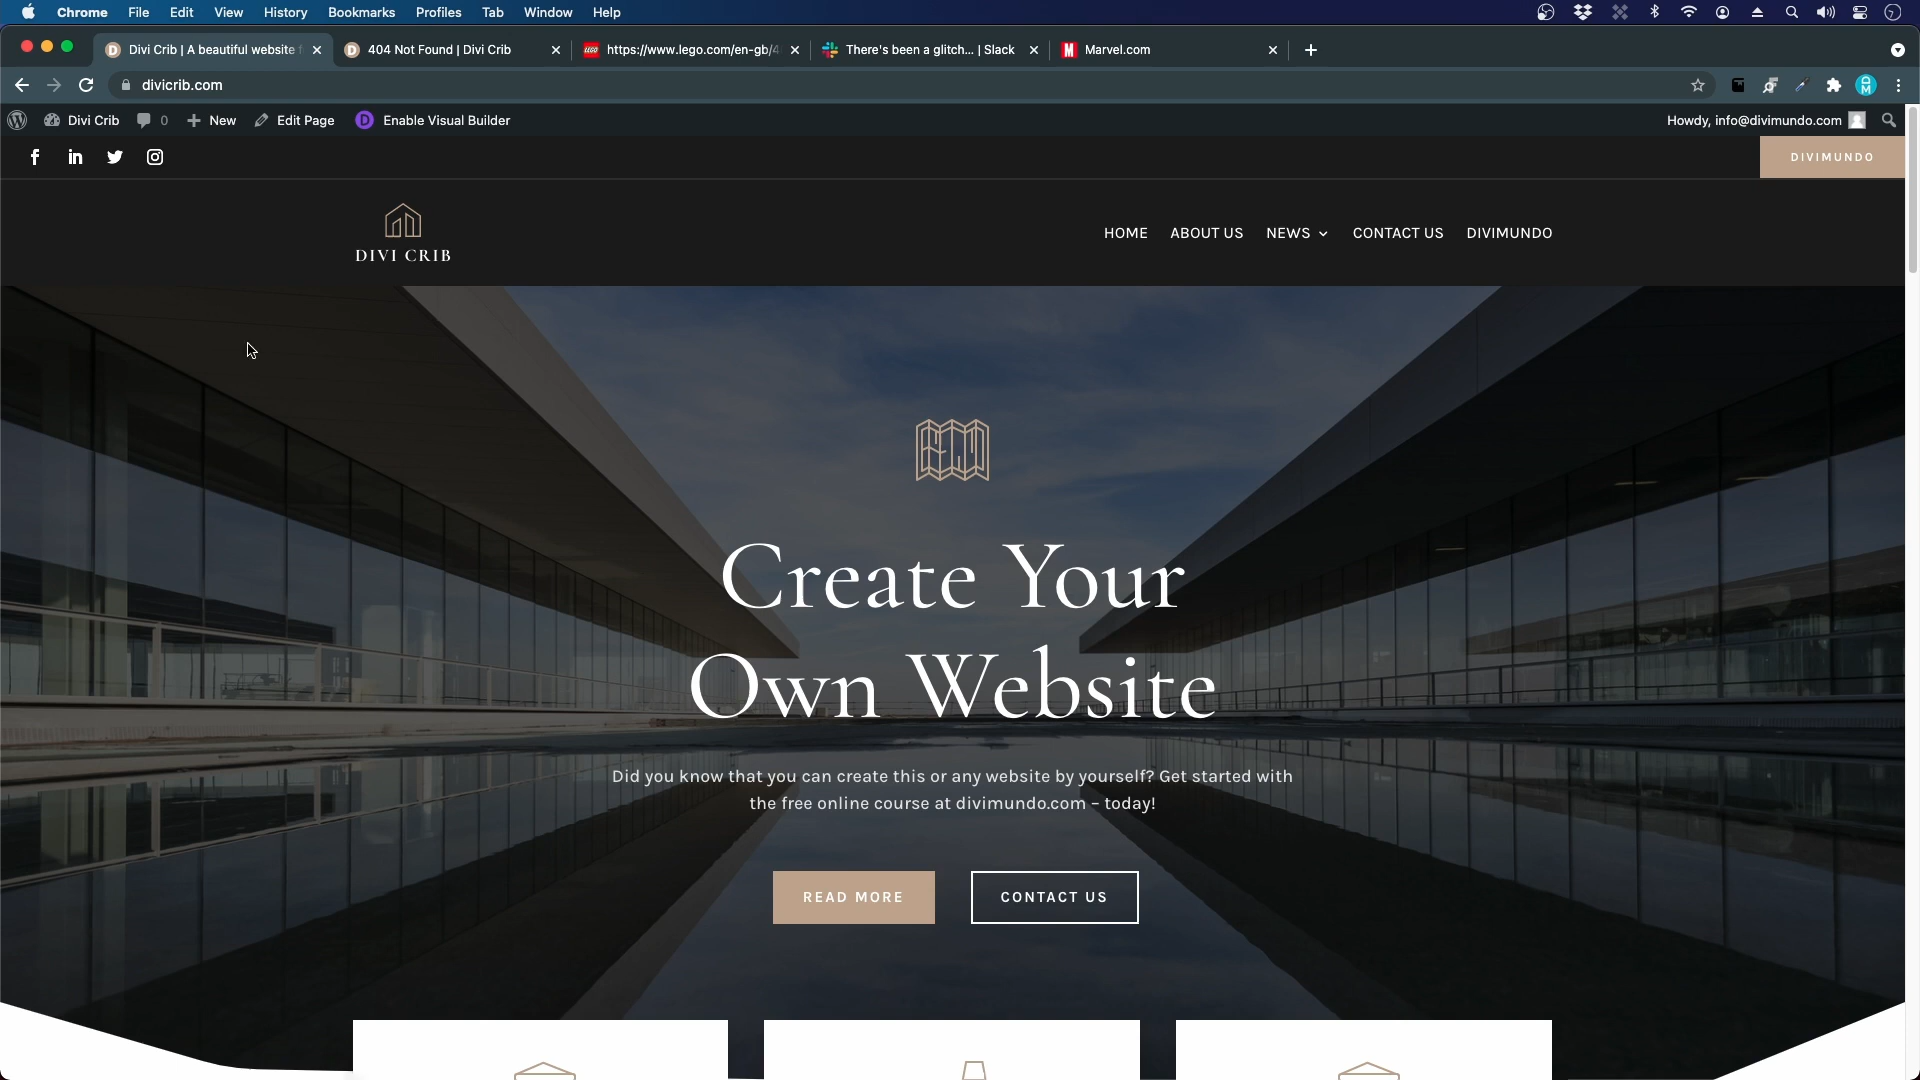 Chrome File Edit View History Bookmarks Profiles Tab Window Help
Divi Crib | A beautiful website f
404 Not Found | Divi Crib
https://www.lego.com/en-gb/4
There's been a glitch... | Slack
Marvel.com
divicrib.com
Divi Crib 0 New Edit Page Enable Visual Builder
Howdy, info@divimundo.com
DIVIMUNDO
DIVI CRIB
HOME ABOUT US NEWS CONTACT US DIVIMUNDO
Create Your
Own Website
Did you know that you can create this or any website by yourself? Get started with
the free online course at divimundo.com – today!
READ MORE
CONTACT US